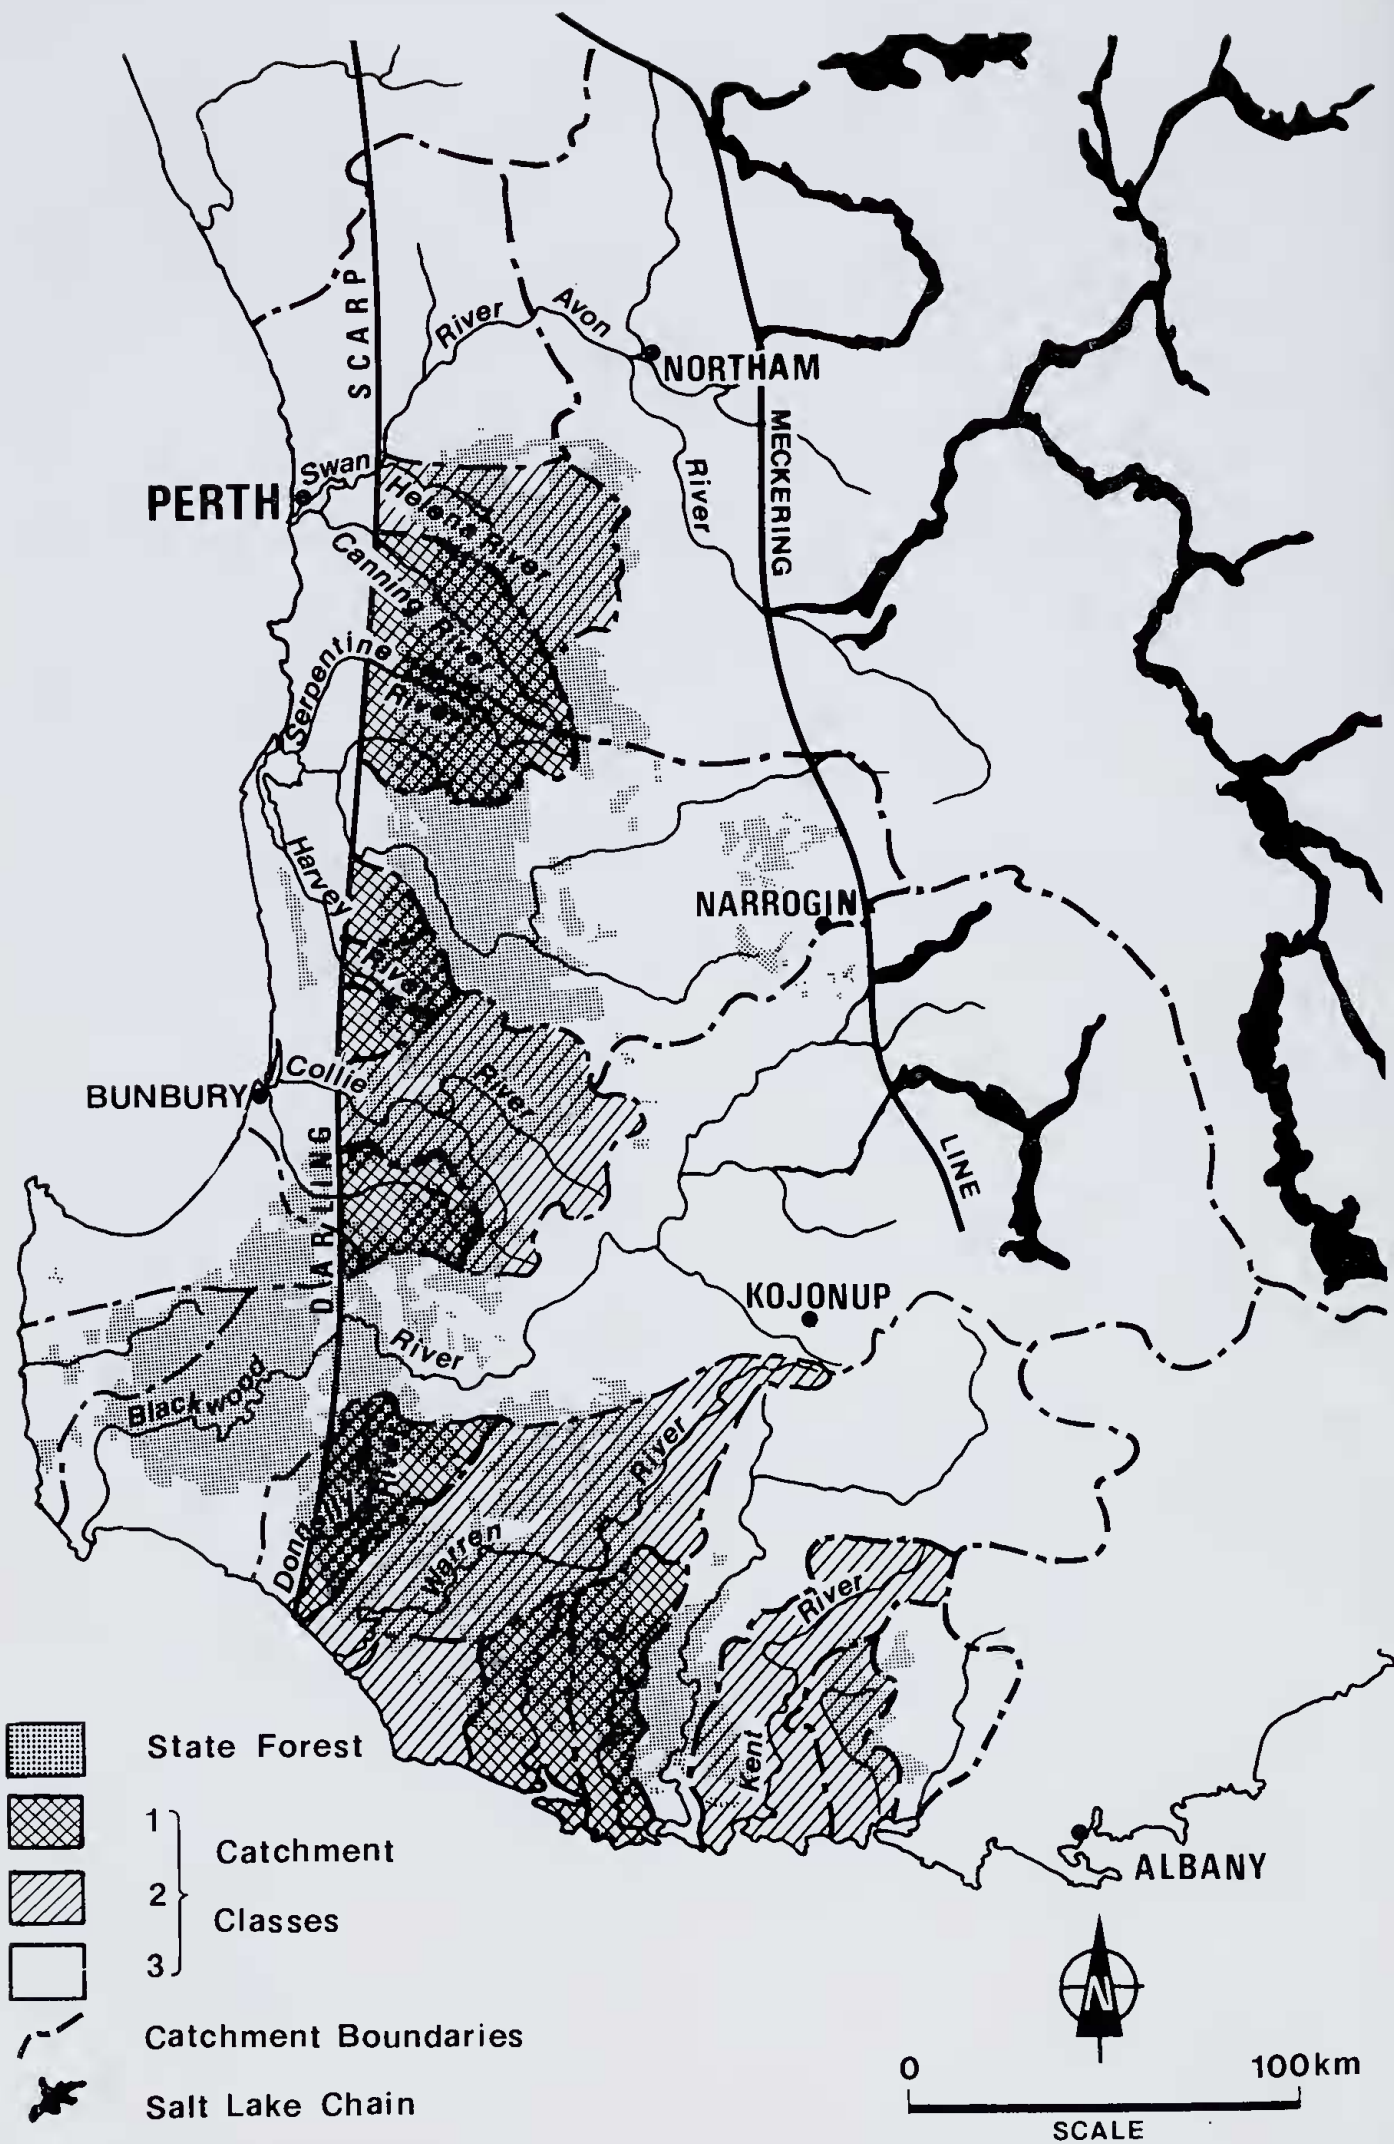 SCARP
River
Avon
NORTHAM
MECKERING
River
Swan
PERTH
Helena River
Canning River
Serpentine
River
Harvey
River
NARROGIN
Collie
River
BUNBURY
LINE
DARLING
KOJONUP
River
Blackwood
River
Donnelly River
Warren
River
Kent
ALBANY
State Forest
1
Catchment
2
Classes
3
Catchment Boundaries
Salt Lake Chain
N
0 100km
SCALE